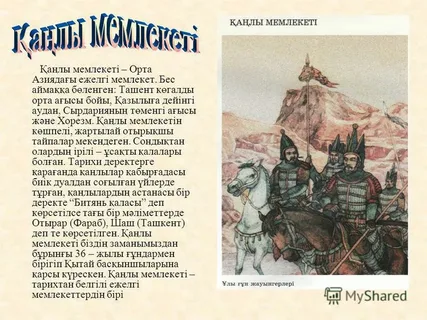 Қаңлы мемлекеті
Қаңлы мемлекеті – Орта
Азиядағы ежелгі мемлекет. Бес
аймаққа бөленген: Ташент көгалды
орта ағысы бойы, Қазылыға дейінгі
аудан, Сырдарияның төменгі ағысы
және Хорезм. Қаңлы мемлекетін
көшпелі, жартылай отырықшы
тайпалар мекендеген. Сондықтан
олардың ірілі – ұсақты қалалары
болған. Тарихи деректерге
қарағанда қаңлылар қабырғадасы
биік дуалдан соғылған үйлерде
тұрған, қаңлылардың астанасы бір
деректе “Битянь қаласы” деп
көрсетілсе тағы бір мәліметтерде
Отырар (Фараб), Шаш (Ташкент)
деп те көрсетілген. Қаңлы
мемлекеті біздің заманымыздан
бұрынғы 36 – жылы ғұндармен
бірігіп Қытай басқыншыларына
қарсы күрескен. Қаңлы мемлекеті –
тарихтан белгілі ежелгі
мемлекеттердің бірі
ҚАҢЛЫ МЕМЛЕКЕТІ
Ұлы ғұн жауынгерлері
MyShared